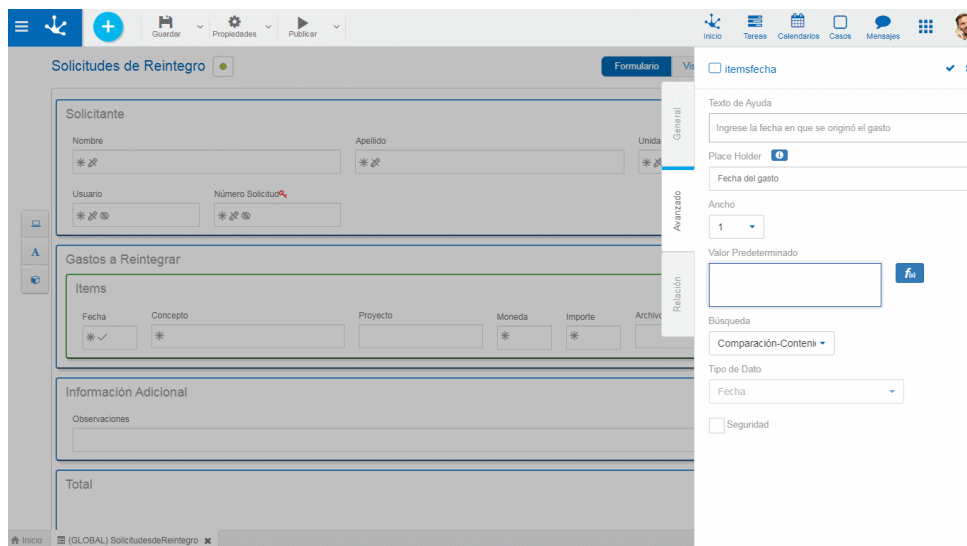 Guardar
Propiedades
Publicar
Inicio
Tareas
Calendarios
Casos
Mensajes
Solicitudes de Reintegro
Formulario
Solicitante
Nombre
Apellido
Usuario
Número Solicitud
Gastos a Reintegrar
Items
Fecha
Concepto
Proyecto
Moneda
Importe
Información Adicional
Observaciones
Total
General
Avanzado
Relación
itemsfecha
Texto de Ayuda
Ingrese la fecha en que se originó el gasto
Place Holder
Fecha del gasto
Ancho
1
Valor Predeterminado
f(x)
Búsqueda
Comparación-Conteni
Tipo de Dato
Fecha
Seguridad
Inicio
(GLOBAL) SolicitudesdeReintegro